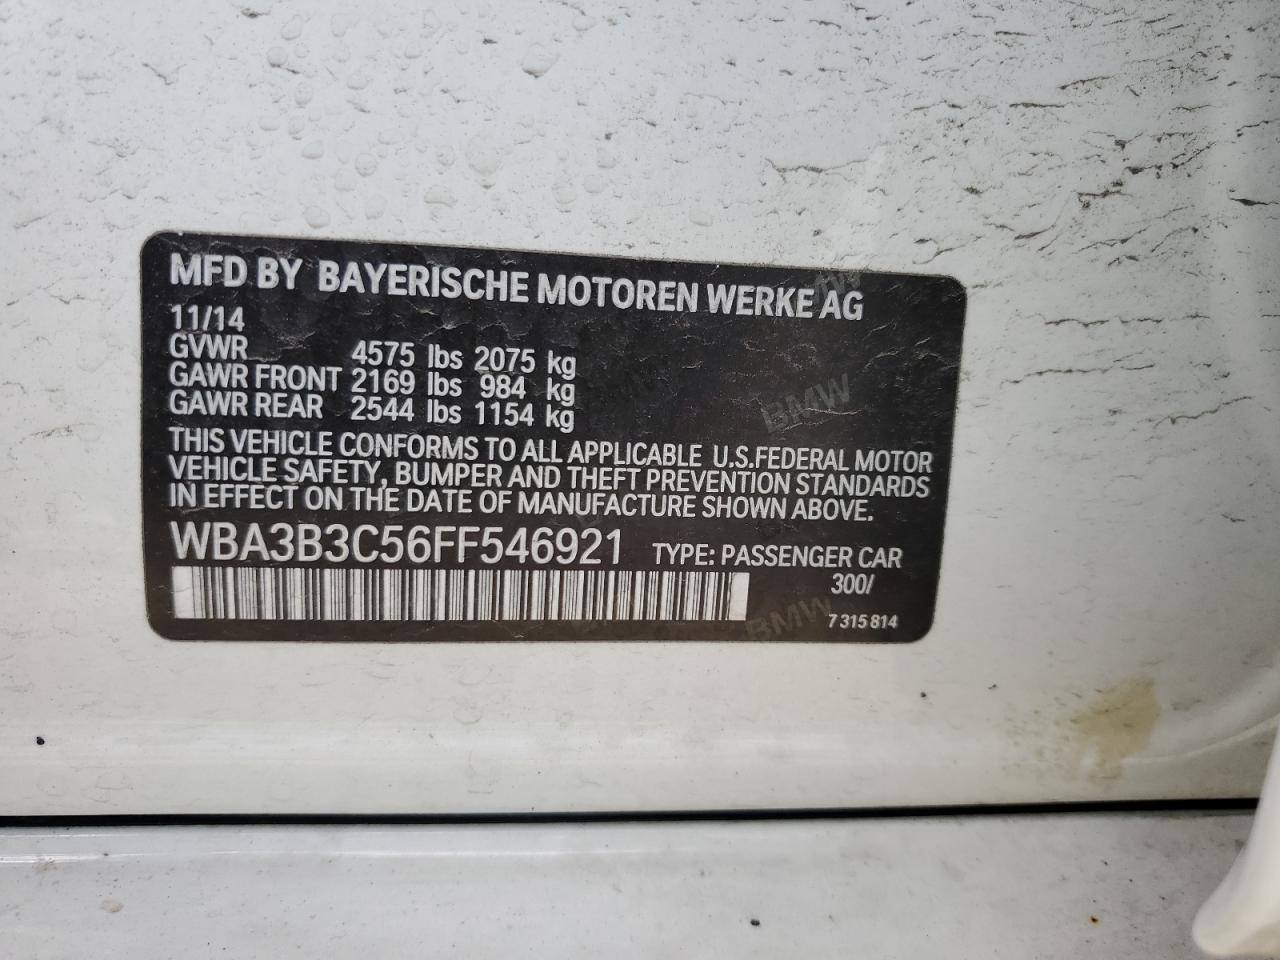 MFD BY BAYERISCHE MOTOREN WERKE AG
11/14
GVWR 4575 lbs 2075 kg
GAWR FRONT 2169 lbs 984 kg
GAWR REAR 2544 lbs 1154 kg
THIS VEHICLE CONFORMS TO ALL APPLICABLE U.S.FEDERAL MOTOR
VEHICLE SAFETY, BUMPER AND THEFT PREVENTION STANDARDS
IN EFFECT ON THE DATE OF MANUFACTURE SHOWN ABOVE.
WBA3B3C56FF546921 TYPE: PASSENGER CAR
300/
7 315 814
BMW
BMW